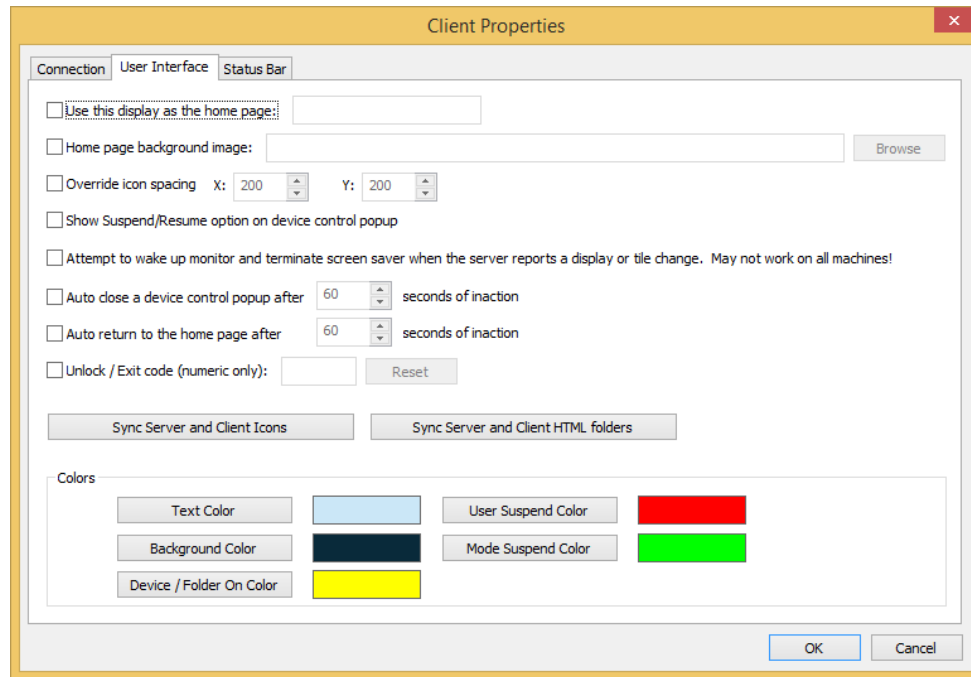 Client Properties
Connection User Interface Status Bar
Use this display as the home page:
Home page background image: Browse
Override icon spacing X: 200 Y: 200
Show Suspend/Resume option on device control popup
Attempt to wake up monitor and terminate screen saver when the server reports a display or tile change. May not work on all machines!
Auto close a device control popup after 60 seconds of inaction
Auto return to the home page after 60 seconds of inaction
Unlock / Exit code (numeric only): Reset
Sync Server and Client Icons Sync Server and Client HTML folders
Colors
Text Color User Suspend Color
Background Color Mode Suspend Color
Device / Folder On Color
OK Cancel